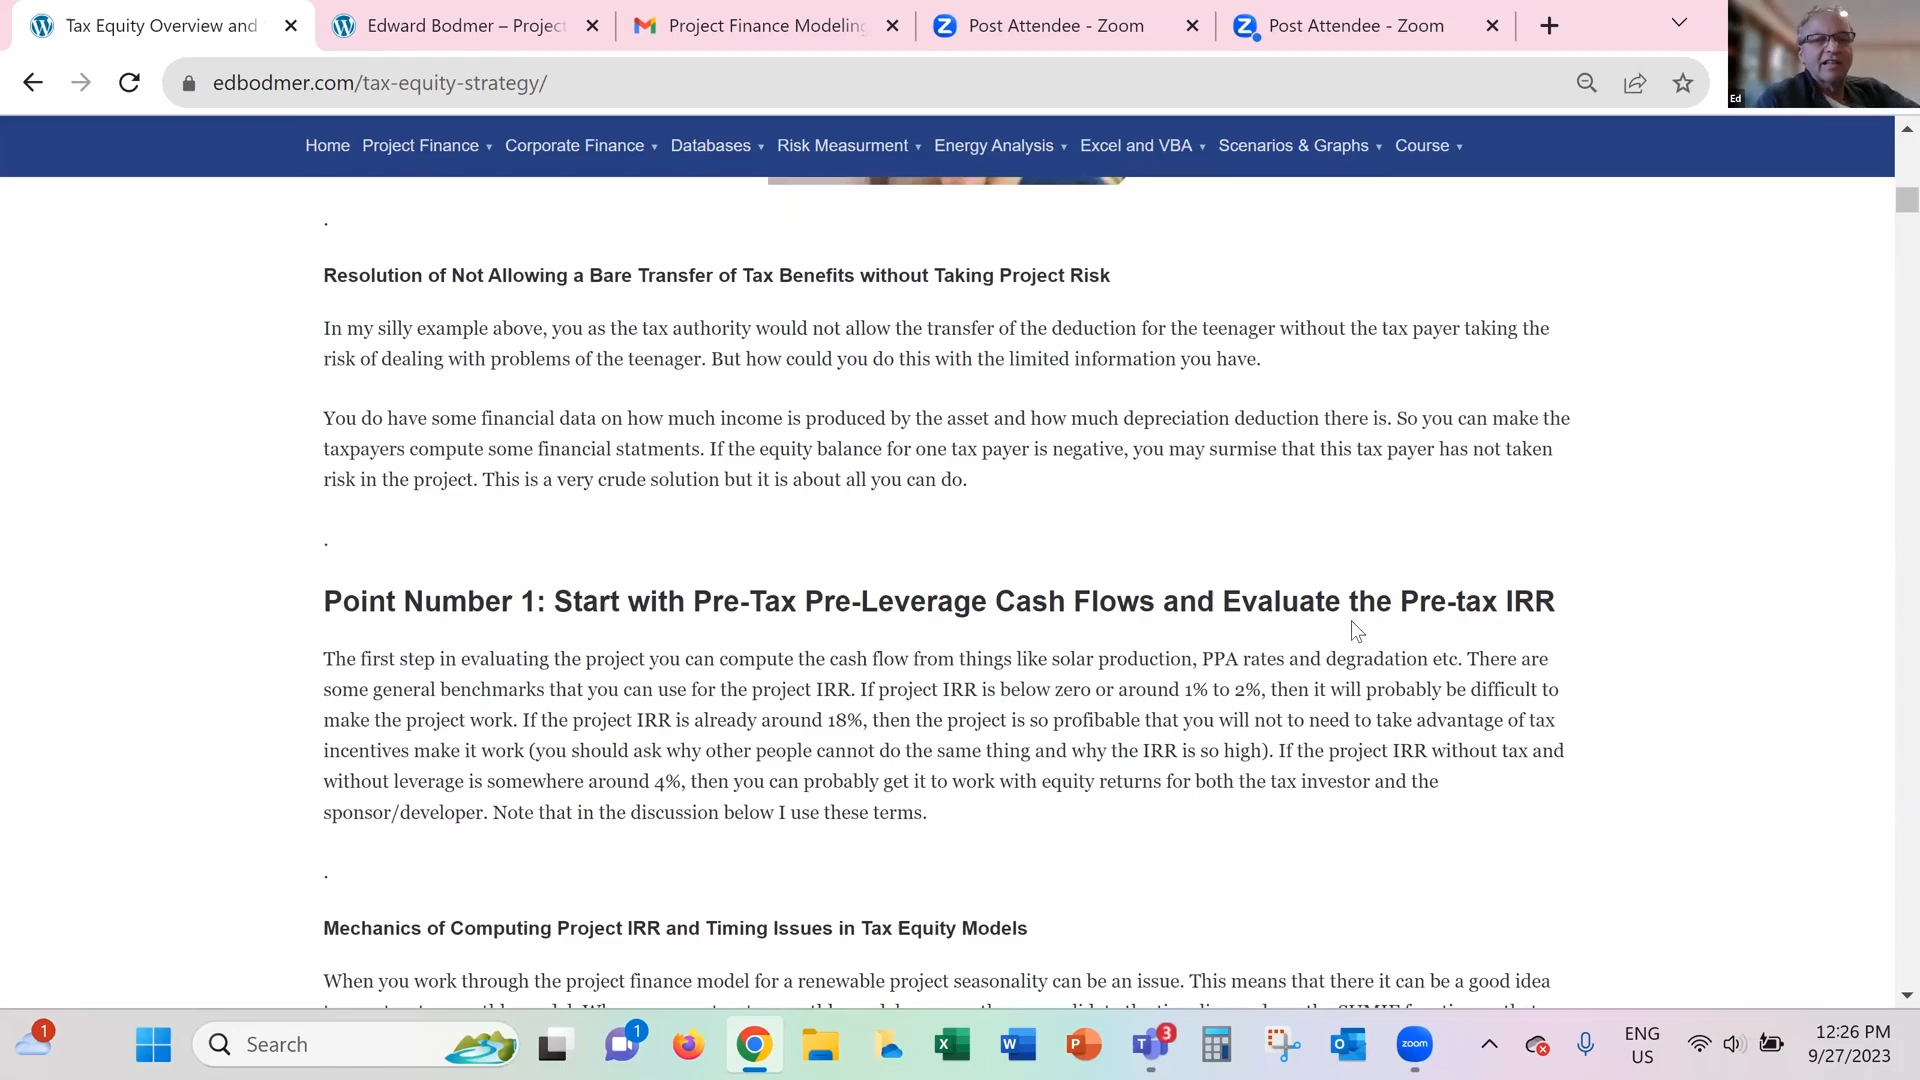 Tax Equity Overview and
Edward Bodmer – Project
Project Finance Modeling
Post Attendee - Zoom
Post Attendee - Zoom
Ed
edbodmer.com/tax-equity-strategy/
Home
Project Finance
Corporate Finance
Databases
Risk Measurment
Energy Analysis
Excel and VBA
Scenarios & Graphs
Course
.
Resolution of Not Allowing a Bare Transfer of Tax Benefits without Taking Project Risk
In my silly example above, you as the tax authority would not allow the transfer of the deduction for the teenager without the tax payer taking the
risk of dealing with problems of the teenager. But how could you do this with the limited information you have.
You do have some financial data on how much income is produced by the asset and how much depreciation deduction there is. So you can make the
taxpayers compute some financial statments. If the equity balance for one tax payer is negative, you may surmise that this tax payer has not taken
risk in the project. This is a very crude solution but it is about all you can do.
.
Point Number 1: Start with Pre-Tax Pre-Leverage Cash Flows and Evaluate the Pre-tax IRR
The first step in evaluating the project you can compute the cash flow from things like solar production, PPA rates and degradation etc. There are
some general benchmarks that you can use for the project IRR. If project IRR is below zero or around 1% to 2%, then it will probably be difficult to
make the project work. If the project IRR is already around 18%, then the project is so profibable that you will not to need to take advantage of tax
incentives make it work (you should ask why other people cannot do the same thing and why the IRR is so high). If the project IRR without tax and
without leverage is somewhere around 4%, then you can probably get it to work with equity returns for both the tax investor and the
sponsor/developer. Note that in the discussion below I use these terms.
.
Mechanics of Computing Project IRR and Timing Issues in Tax Equity Models
When you work through the project finance model for a renewable project seasonality can be an issue. This means that there it can be a good idea
1
Search
1
3
zoom
ENG
US
12:26 PM
9/27/2023